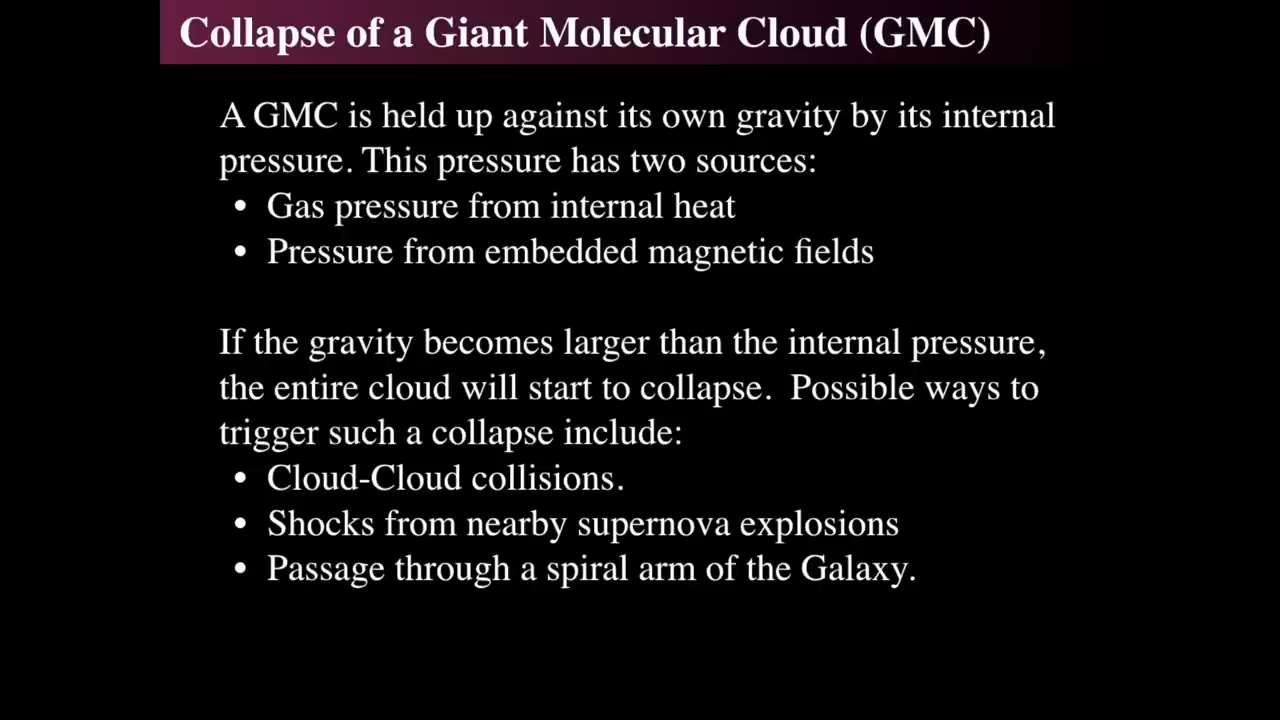 Collapse of a Giant Molecular Cloud (GMC)
A GMC is held up against its own gravity by its internal
pressure. This pressure has two sources:
• Gas pressure from internal heat
• Pressure from embedded magnetic fields
If the gravity becomes larger than the internal pressure,
the entire cloud will start to collapse.  Possible ways to
trigger such a collapse include:
• Cloud-Cloud collisions.
• Shocks from nearby supernova explosions
• Passage through a spiral arm of the Galaxy.